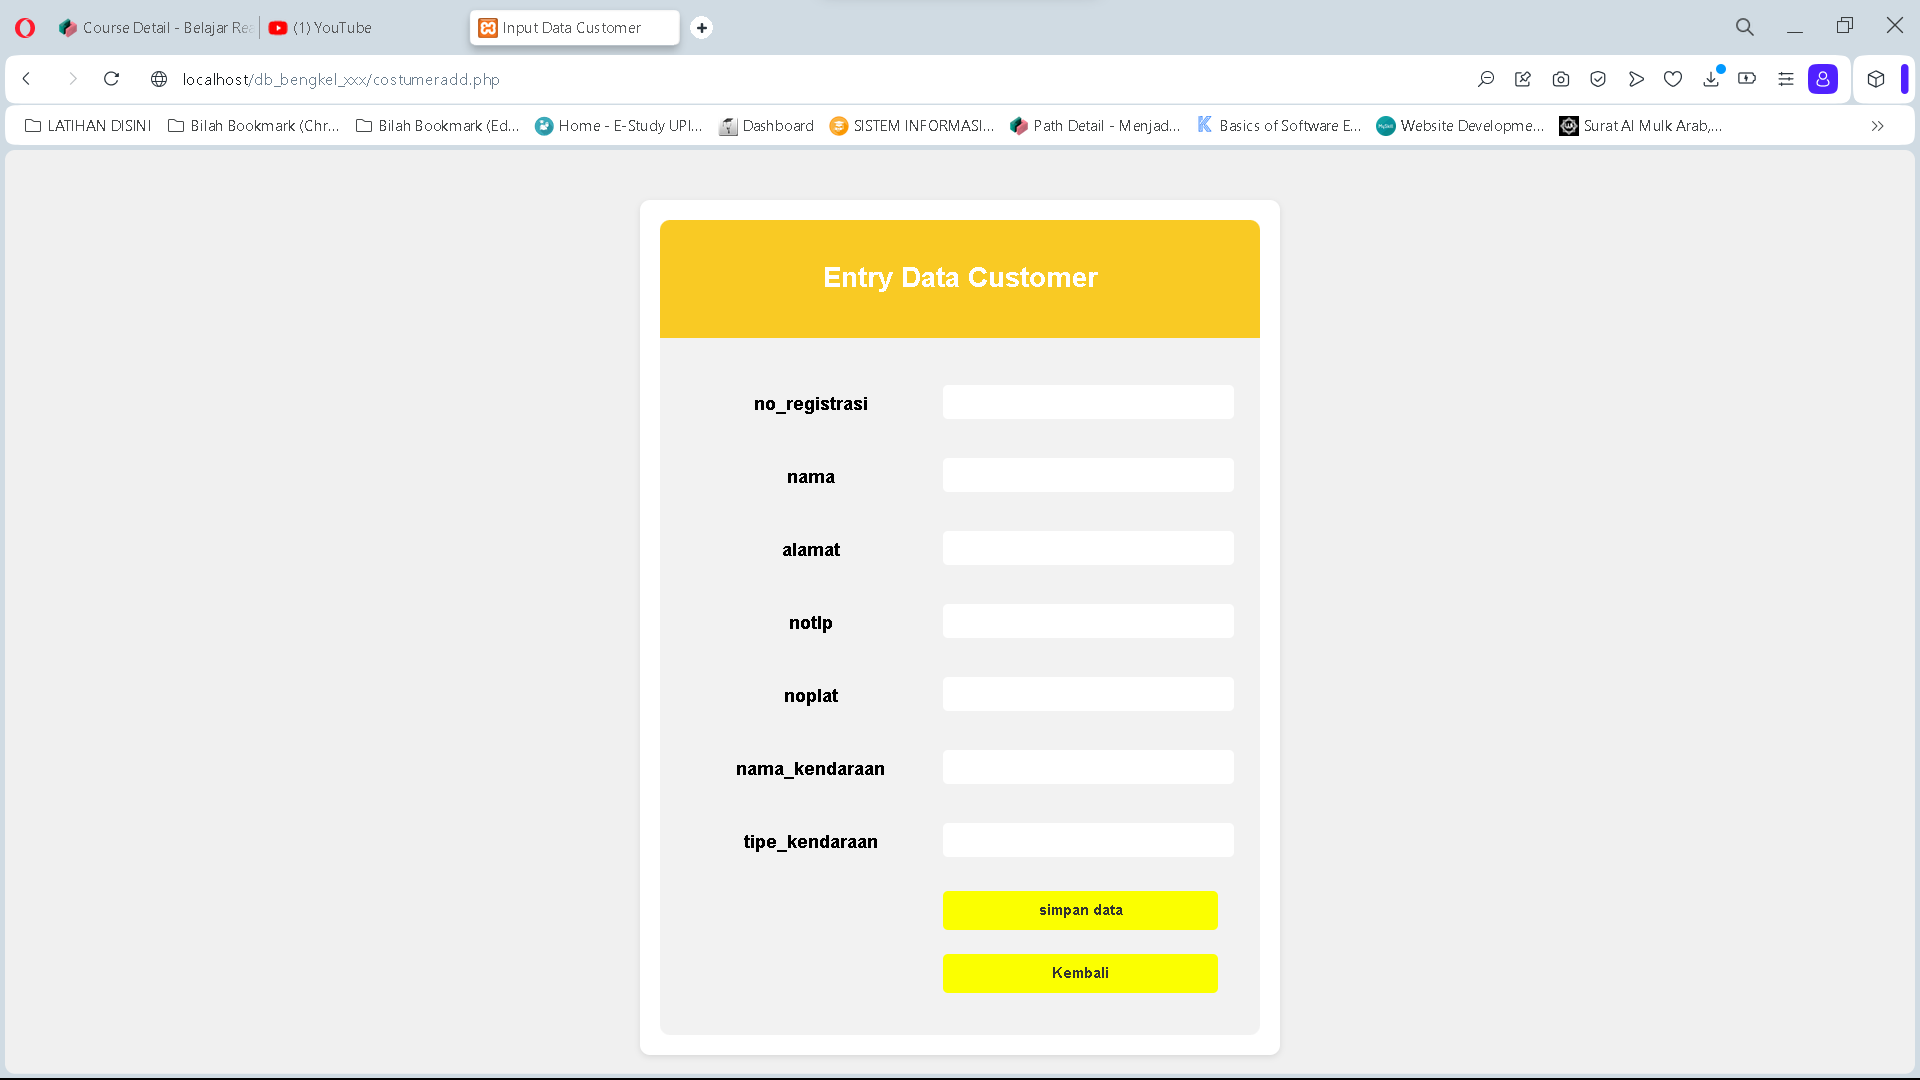 Course Detail - Belajar Rea
(1) YouTube
Input Data Customer
localhost/db_bengkel_xxx/costumeradd.php
LATIHAN DISINI
Bilah Bookmark (Chr...
Bilah Bookmark (Ed...
Home - E-Study UPI...
Dashboard
SISTEM INFORMASI...
Path Detail - Menjad...
Basics of Software E...
Website Developme...
Surat Al Mulk Arab,...
Entry Data Customer
no_registrasi
nama
alamat
notlp
noplat
nama_kendaraan
tipe_kendaraan
simpan data
Kembali